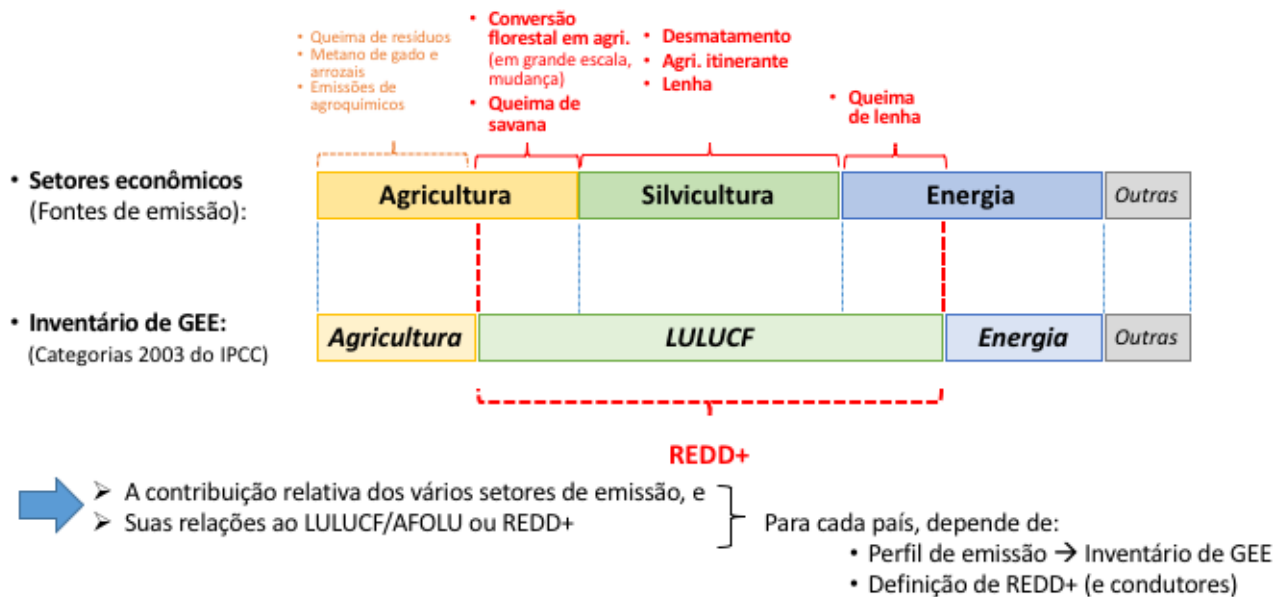 • Queima de resíduos
• Metano de gado e
arrozais
• Emissões de
agroquímicos
• Conversão
florestal em agri.
(em grande escala,
mudança)
• Queima de
savana
• Desmatamento
• Agri. itinerante
• Lenha
• Queima
de lenha
• Setores econômicos
(Fontes de emissão):
Agricultura
Silvicultura
Energia
Outras
• Inventário de GEE:
(Categorias 2003 do IPCC)
Agricultura
LULUCF
Energia
Outras
REDD+
➢ A contribuição relativa dos vários setores de emissão, e
➢ Suas relações ao LULUCF/AFOLU ou REDD+
Para cada país, depende de:
• Perfil de emissão → Inventário de GEE
• Definição de REDD+ (e condutores)